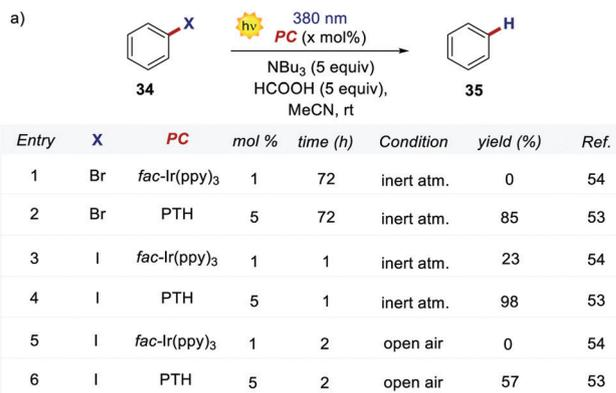 a)
X
34
hν
380 nm
PC (x mol%)
NBu₃ (5 equiv)
HCOOH (5 equiv),
MeCN, rt
H
35
Entry X PC mol % time (h) Condition yield (%) Ref.
1 Br fac-Ir(ppy)₃ 1 72 inert atm. 0 54
2 Br PTH 5 72 inert atm. 85 53
3 I fac-Ir(ppy)₃ 1 1 inert atm. 23 54
4 I PTH 5 1 inert atm. 98 53
5 I fac-Ir(ppy)₃ 1 2 open air 0 54
6 I PTH 5 2 open air 57 53